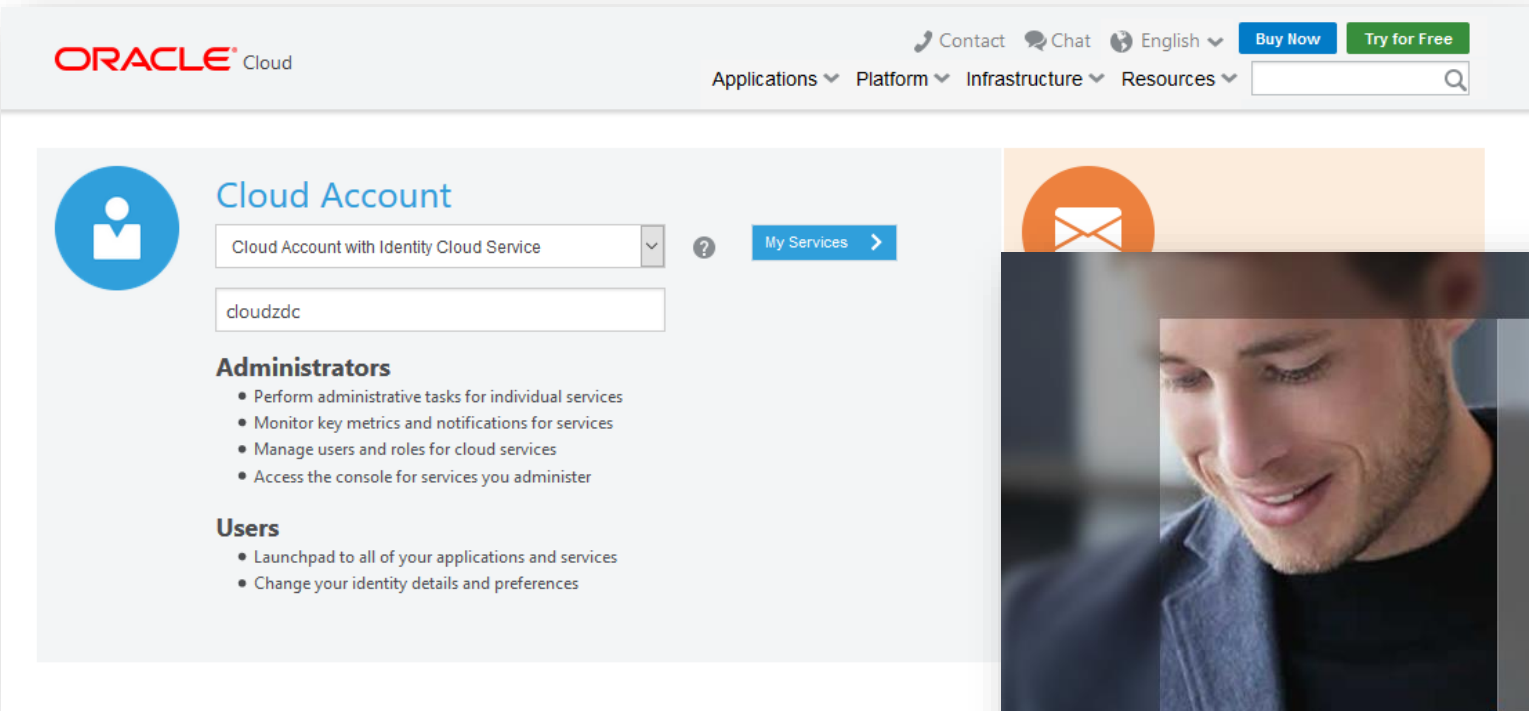 ORACLE® Cloud
Contact Chat English Buy Now Try for Free
Applications Platform Infrastructure Resources
Cloud Account
Cloud Account with Identity Cloud Service
? My Services
cloudzdc
Administrators
• Perform administrative tasks for individual services
• Monitor key metrics and notifications for services
• Manage users and roles for cloud services
• Access the console for services you administer
Users
• Launchpad to all of your applications and services
• Change your identity details and preferences